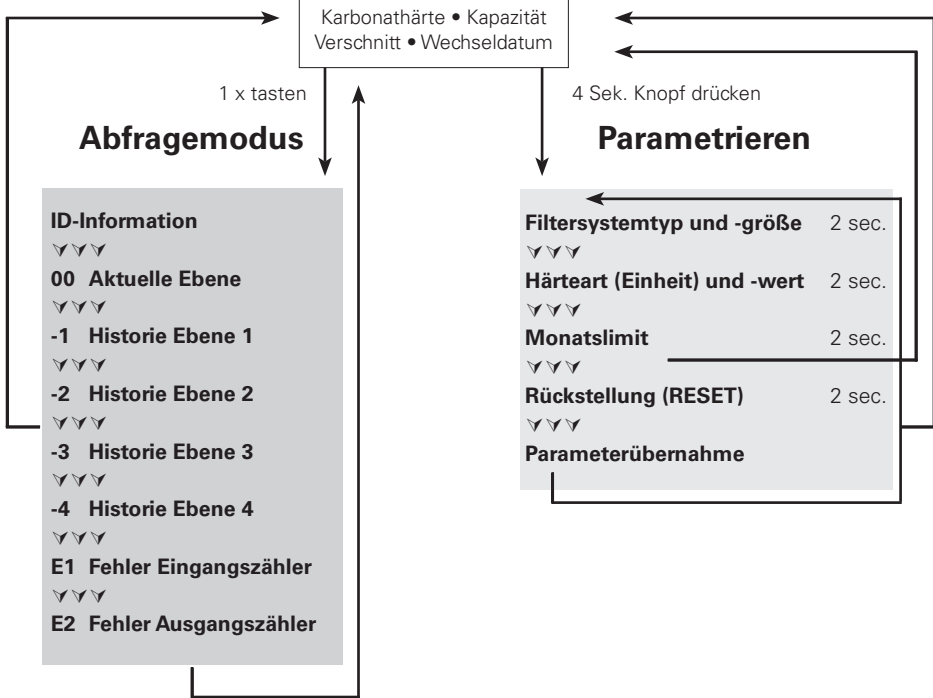 Karbonathärte • Kapazität
Verschnitt • Wechseldatum
1 x tasten
4 Sek. Knopf drücken
Abfragemodus
Parametrieren
ID-Information
00 Aktuelle Ebene
-1 Historie Ebene 1
-2 Historie Ebene 2
-3 Historie Ebene 3
-4 Historie Ebene 4
E1 Fehler Eingangszähler
E2 Fehler Ausgangszähler
Filtersystemtyp und -größe 2 sec.
Härteart (Einheit) und -wert 2 sec.
Monatslimit 2 sec.
Rückstellung (RESET) 2 sec.
Parameterübernahme